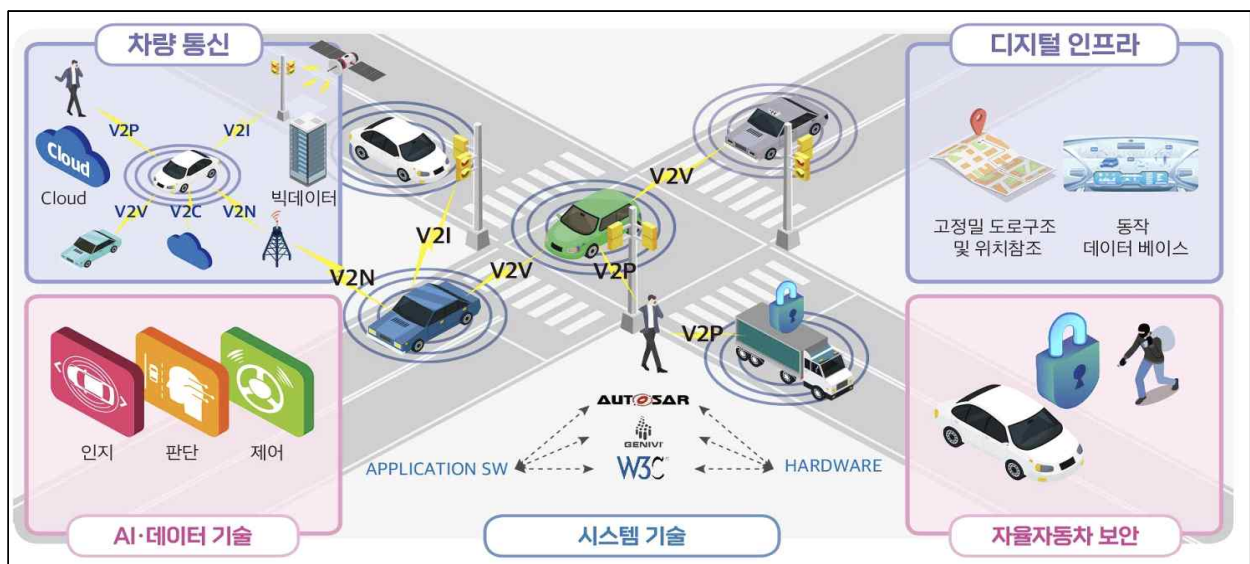 차량 통신
V2P
V2I
Cloud
Cloud
빅데이터
V2V
V2C
V2N
디지털 인프라
고정밀 도로구조
및 위치참조
동작
데이터 베이스
V2V
V2I
V2N
V2V
V2P
V2P
인지
판단
제어
AI·데이터 기술
AUTOSAR
GENIVI
W3C
APPLICATION SW
HARDWARE
시스템 기술
자율자동차 보안